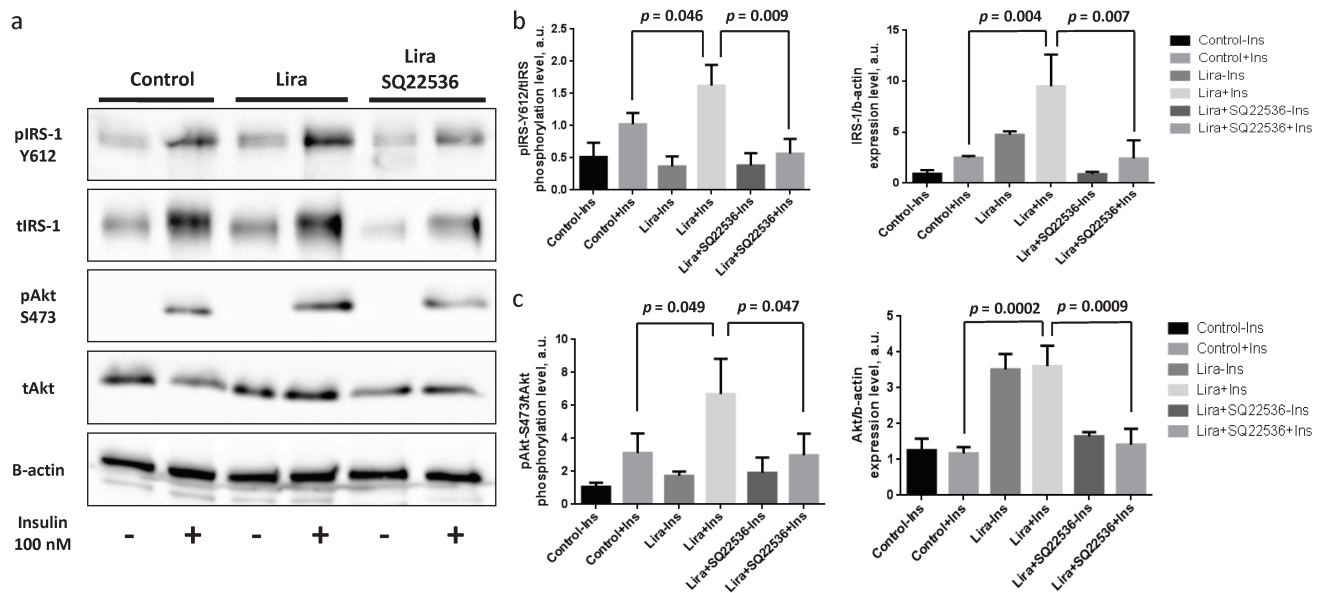 a
Control
Lira
Lira
SQ22536
pIRS-1
Y612
tIRS-1
pAkt
S473
tAkt
B-actin
Insulin
100 nM
- + - + - +
b
pIRS-Y612/tIRS
phosphorylation level, a.u.
2.5
2.0
1.5
1.0
0.5
0.0
p = 0.046
p = 0.009
Control-Ins
Control+Ins
Lira-Ins
Lira+Ins
Lira+SQ22536-Ins
Lira+SQ22536+Ins
IRS-1/b-actin
expression level, a.u.
15
10
5
0
p = 0.004
p = 0.007
Control-Ins
Control+Ins
Lira-Ins
Lira+Ins
Lira+SQ22536-Ins
Lira+SQ22536+Ins
Control-Ins
Control+Ins
Lira-Ins
Lira+Ins
Lira+SQ22536-Ins
Lira+SQ22536+Ins
c
pAkt-S473/tAkt
phosphorylation level, a.u.
10
8
6
4
2
0
p = 0.049
p = 0.047
Control-Ins
Control+Ins
Lira-Ins
Lira+Ins
Lira+SQ22536-Ins
Lira+SQ22536+Ins
Akt/b-actin
expression level, a.u.
5
4
3
2
1
0
p = 0.0002
p = 0.0009
Control-Ins
Control+Ins
Lira-Ins
Lira+Ins
Lira+SQ22536-Ins
Lira+SQ22536+Ins
Control-Ins
Control+Ins
Lira-Ins
Lira+Ins
Lira+SQ22536-Ins
Lira+SQ22536+Ins